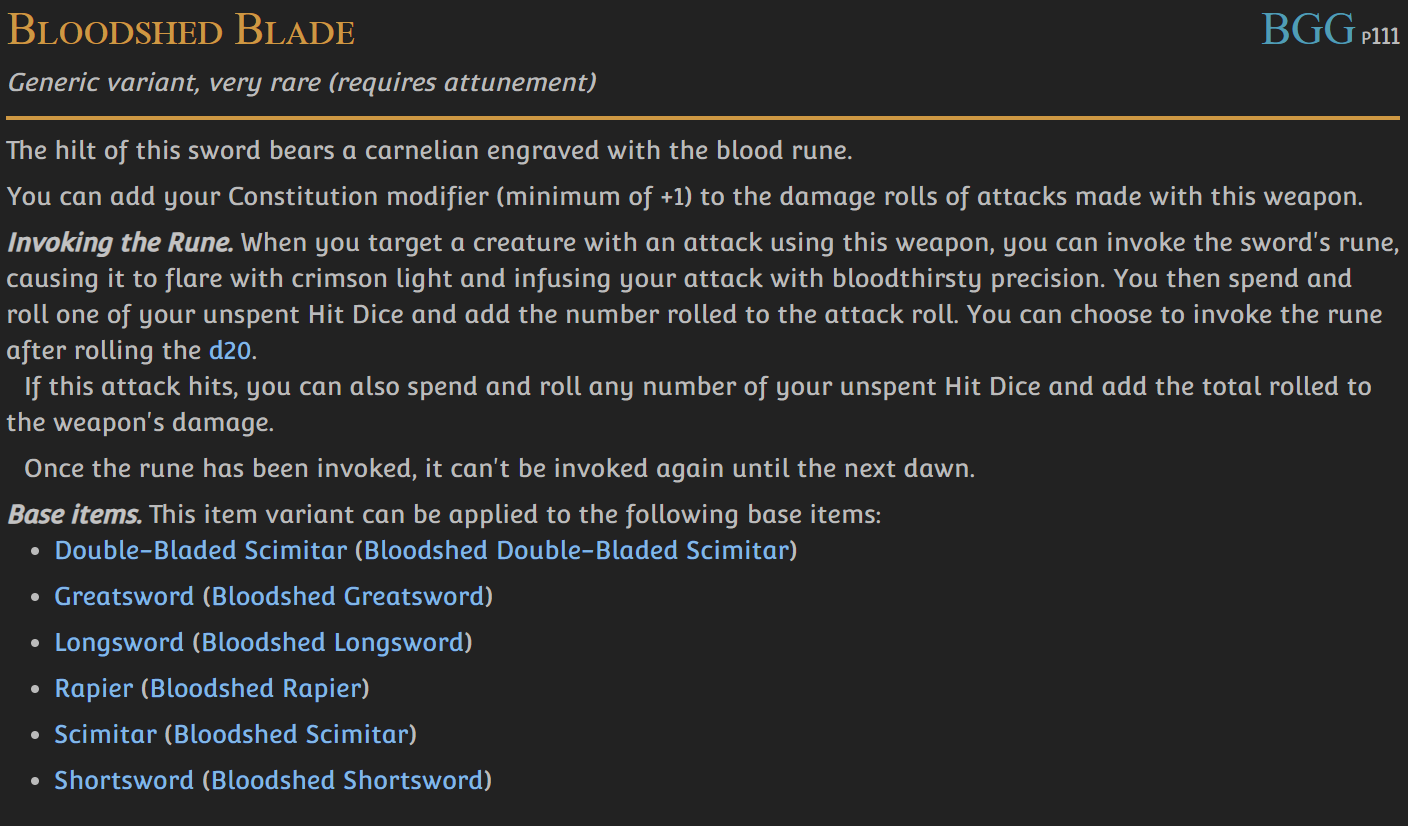 Bloodshed Blade BGG P111
Generic variant, very rare (requires attunement)
The hilt of this sword bears a carnelian engraved with the blood rune.
You can add your Constitution modifier (minimum of +1) to the damage rolls of attacks made with this weapon.
Invoking the Rune. When you target a creature with an attack using this weapon, you can invoke the sword's rune,
causing it to flare with crimson light and infusing your attack with bloodthirsty precision. You then spend and
roll one of your unspent Hit Dice and add the number rolled to the attack roll. You can choose to invoke the rune
after rolling the d20.
If this attack hits, you can also spend and roll any number of your unspent Hit Dice and add the total rolled to
the weapon's damage.
Once the rune has been invoked, it can't be invoked again until the next dawn.
Base items. This item variant can be applied to the following base items:
• Double-Bladed Scimitar (Bloodshed Double-Bladed Scimitar)
• Greatsword (Bloodshed Greatsword)
• Longsword (Bloodshed Longsword)
• Rapier (Bloodshed Rapier)
• Scimitar (Bloodshed Scimitar)
• Shortsword (Bloodshed Shortsword)